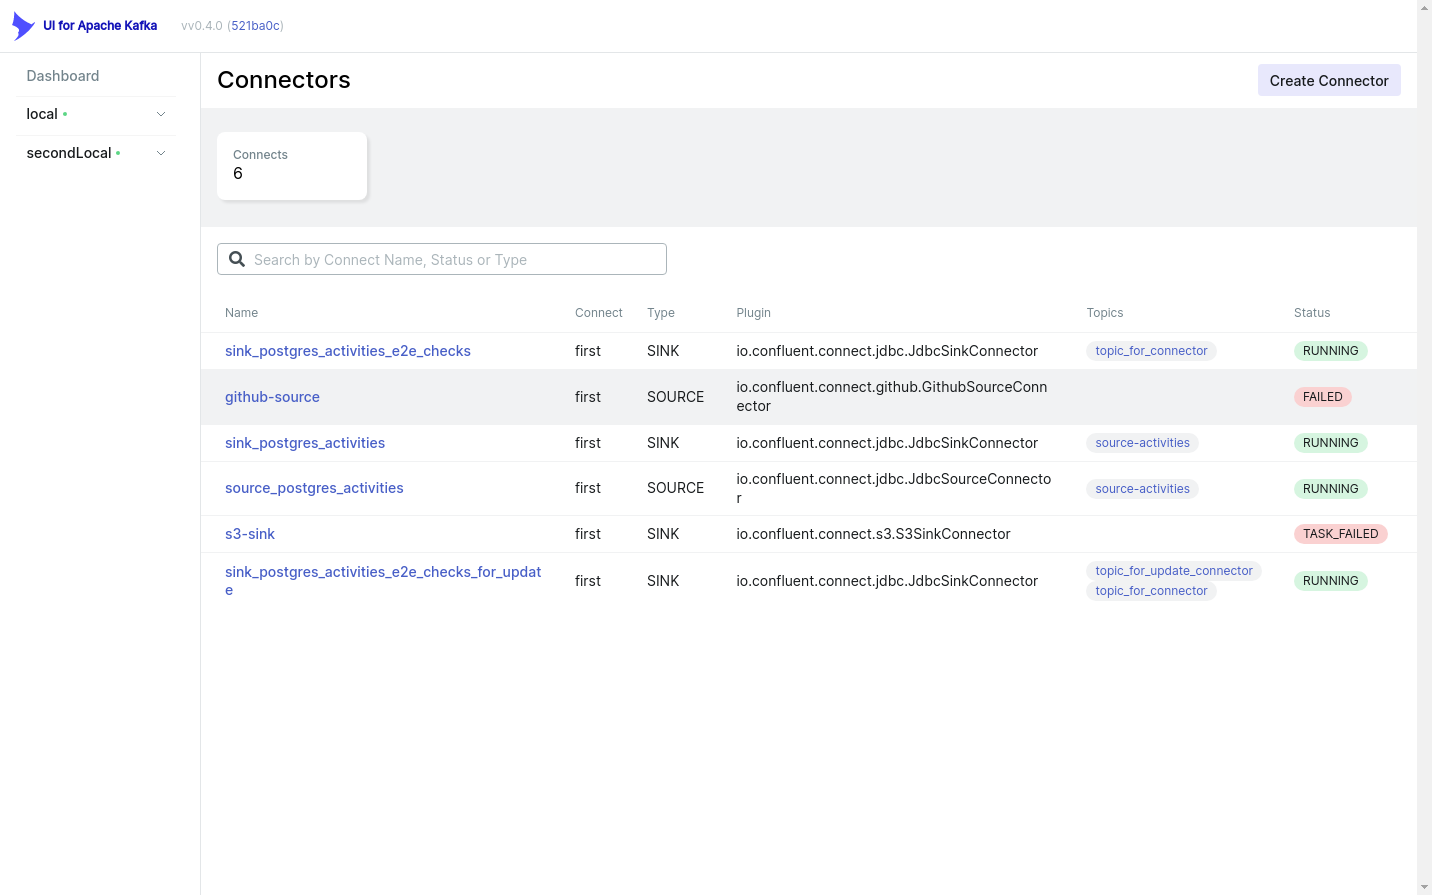 UI for Apache Kafka vv0.4.0 (521ba0c)
Dashboard
local
secondLocal
Connectors
Create Connector
Connects
6
Search by Connect Name, Status or Type
Name Connect Type Plugin Topics Status
sink_postgres_activities_e2e_checks first SINK io.confluent.connect.jdbc.JdbcSinkConnector topic_for_connector RUNNING
github-source first SOURCE io.confluent.connect.github.GithubSourceConn
ector FAILED
sink_postgres_activities first SINK io.confluent.connect.jdbc.JdbcSinkConnector source-activities RUNNING
source_postgres_activities first SOURCE io.confluent.connect.jdbc.JdbcSourceConnecto
r source-activities RUNNING
s3-sink first SINK io.confluent.connect.s3.S3SinkConnector TASK_FAILED
sink_postgres_activities_e2e_checks_for_updat
e first SINK io.confluent.connect.jdbc.JdbcSinkConnector topic_for_update_connector
topic_for_connector RUNNING